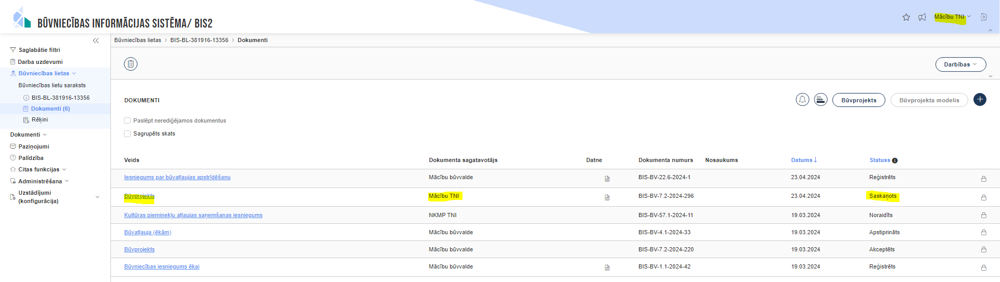 BŪVNIECĪBAS INFORMĀCIJAS SISTĒMA/ BIS2
Mācību TNI
Būvniecības lietas > BIS-BL-381916-13356 > Dokumenti
Saglabātie filtri
Darba uzdevumi
Būvniecības lietas
Būvniecības lietu saraksts
BIS-BL-381916-13356
Dokumenti (6)
Rēķini
Dokumenti
Paziņojumi
Palīdzība
Citas funkcijas
Administrēšana
Uzstādījumi
(konfigurācija)
Darbības
DOKUMENTI
Būvprojekts
Būvprojekta modelis
Paslēpt nerediģējamos dokumentus
Sagrupēts skats
Veids Dokumenta sagatavotājs Datne Dokumenta numurs Nosaukums Datums Statuss
Iesniegums par būvatļaujas apstrīdēšanu Mācību būvvalde BIS-BV-22.6-2024-1 23.04.2024 Reģistrēts
Būvprojekts Mācību TNI BIS-BV-7.2-2024-296 23.04.2024 Saskaņots
Kultūras pieminekļu atļaujas saņemšanas iesniegums NKMP TNI BIS-BV-57.1-2024-11 19.03.2024 Noraidīts
Būvatļauja (ēkām) Mācību būvvalde BIS-BV-4.1-2024-33 19.03.2024 Apstiprināts
Būvprojekts Mācību būvvalde BIS-BV-7.2-2024-220 19.03.2024 Akceptēts
Būvniecības iesniegums ēkai Mācību būvvalde BIS-BV-1.1-2024-42 19.03.2024 Reģistrēts